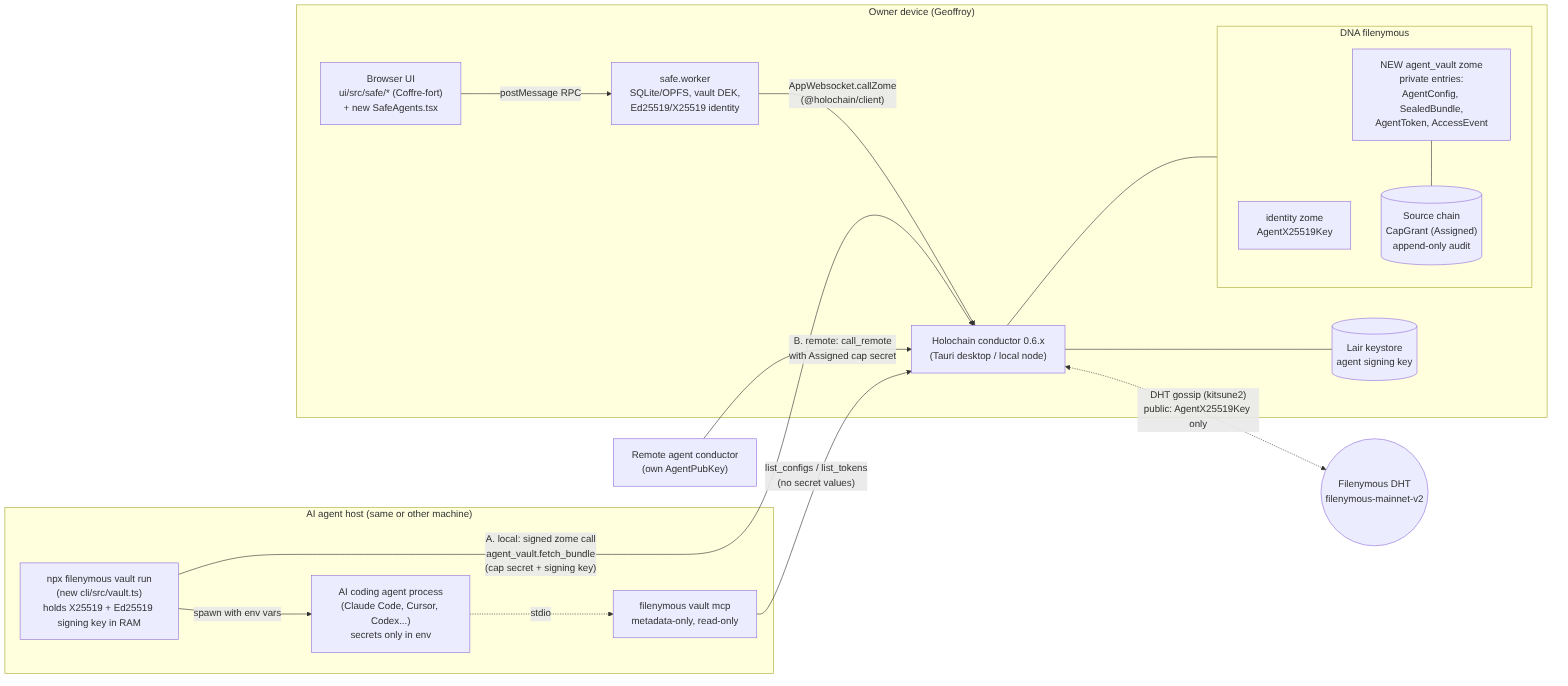 Owner device (Geoffroy)
DNA filenymous
Browser UI
ui/src/safe/* (Coffre-fort)
+ new SafeAgents.tsx
postMessage RPC
safe.worker
SQLite/OPFS, vault DEK,
Ed25519/X25519 identity
AppWebsocket.callZome
(@holochain/client)
NEW agent_vault zome
private entries:
AgentConfig,
SealedBundle,
AgentToken, AccessEvent
identity zome
AgentX25519Key
Source chain
CapGrant (Assigned)
append-only audit
B. remote: call_remote
with Assigned cap secret
Holochain conductor 0.6.x
(Tauri desktop / local node)
Lair keystore
agent signing key
DHT gossip (kitsune2)
public: AgentX25519Key
only
Remote agent conductor
(own AgentPubKey)
list_configs / list_tokens
(no secret values)
Filenymous DHT
filenymous-mainnet-v2
AI agent host (same or other machine)
A. local: signed zome call
agent_vault.fetch_bundle
(cap secret + signing key)
npx filenymous vault run
(new cli/src/vault.ts)
holds X25519 + Ed25519
signing key in RAM
spawn with env vars
AI coding agent process
(Claude Code, Cursor,
Codex...)
secrets only in env
stdio
filenymous vault mcp
metadata-only, read-only